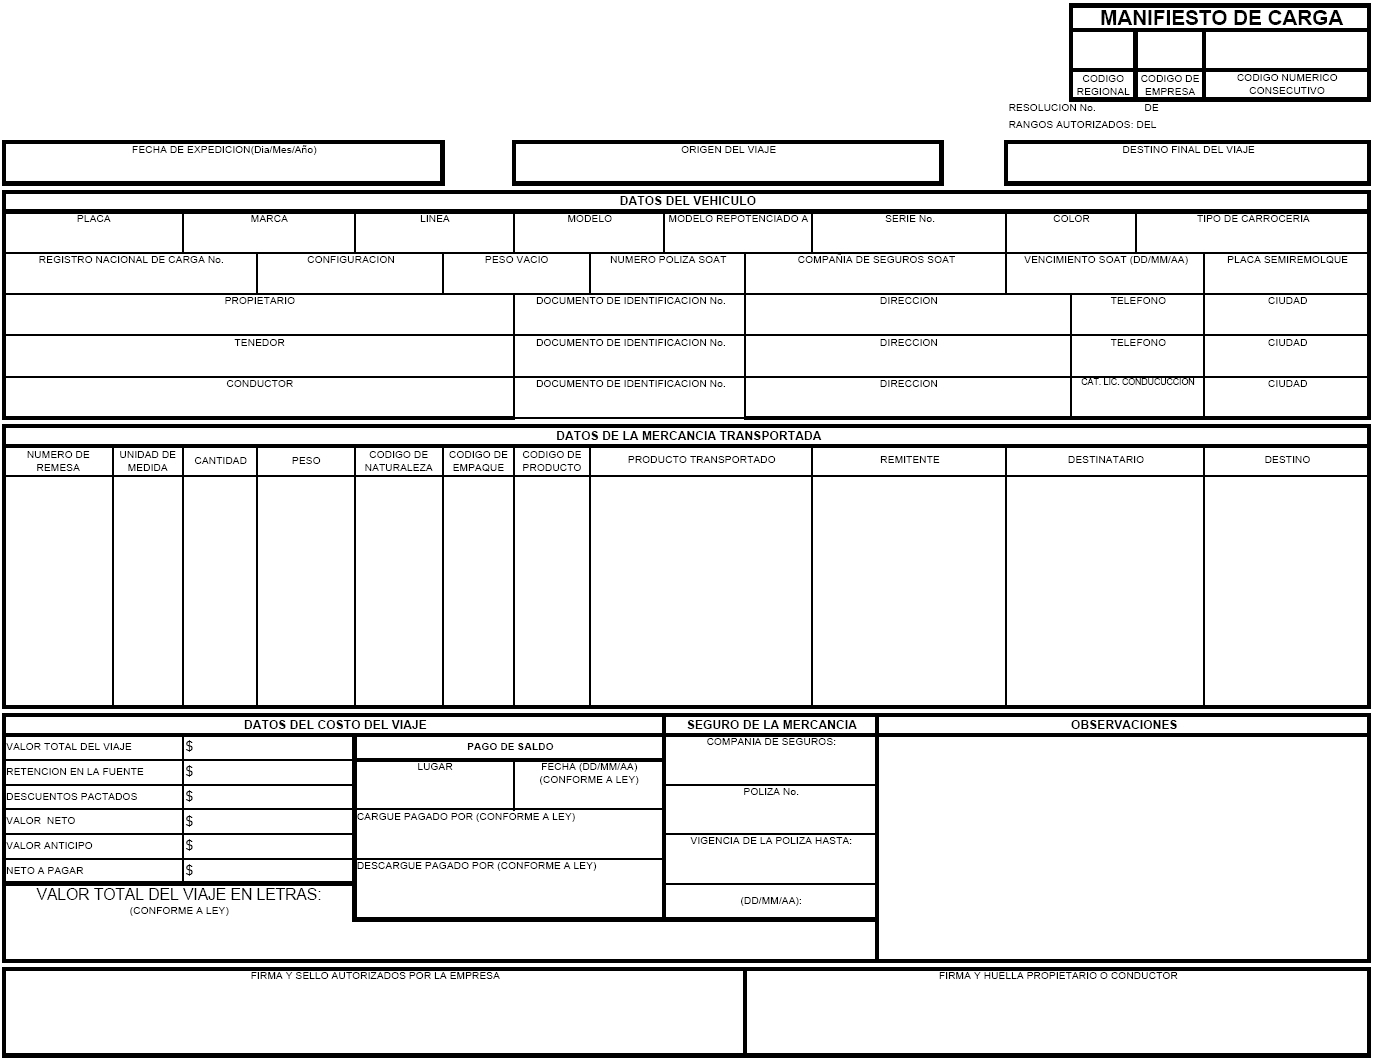 MANIFIESTO DE CARGA
CODIGO REGIONAL
CODIGO DE EMPRESA
CODIGO NUMERICO CONSECUTIVO
RESOLUCION No. DE
RANGOS AUTORIZADOS: DEL
FECHA DE EXPEDICION(Dia/Mes/Año) ORIGEN DEL VIAJE DESTINO FINAL DEL VIAJE
DATOS DEL VEHICULO
PLACA MARCA LINEA MODELO MODELO REPOTENCIADO A SERIE No. COLOR TIPO DE CARROCERIA
REGISTRO NACIONAL DE CARGA No. CONFIGURACION PESO VACIO NUMERO POLIZA SOAT COMPAÑIA DE SEGUROS SOAT VENCIMIENTO SOAT (DD/MM/AA) PLACA SEMIREMOLQUE
PROPIETARIO DOCUMENTO DE IDENTIFICACION No. DIRECCION TELEFONO CIUDAD
TENEDOR DOCUMENTO DE IDENTIFICACION No. DIRECCION TELEFONO CIUDAD
CONDUCTOR DOCUMENTO DE IDENTIFICACION No. DIRECCION CAT. LIC. CONDUCUCCION CIUDAD
DATOS DE LA MERCANCIA TRANSPORTADA
NUMERO DE REMESA
UNIDAD DE MEDIDA
CANTIDAD
PESO
CODIGO DE NATURALEZA
CODIGO DE EMPAQUE
CODIGO DE PRODUCTO
PRODUCTO TRANSPORTADO
REMITENTE
DESTINATARIO
DESTINO
DATOS DEL COSTO DEL VIAJE
VALOR TOTAL DEL VIAJE $
RETENCION EN LA FUENTE $
DESCUENTOS PACTADOS $
VALOR NETO $
VALOR ANTICIPO $
NETO A PAGAR $
VALOR TOTAL DEL VIAJE EN LETRAS:
(CONFORME A LEY)
PAGO DE SALDO
LUGAR
FECHA (DD/MM/AA)
(CONFORME A LEY)
CARGUE PAGADO POR (CONFORME A LEY)
DESCARGUE PAGADO POR (CONFORME A LEY)
SEGURO DE LA MERCANCIA
COMPANIA DE SEGUROS:
POLIZA No.
VIGENCIA DE LA POLIZA HASTA:
(DD/MM/AA):
OBSERVACIONES
FIRMA Y SELLO AUTORIZADOS POR LA EMPRESA
FIRMA Y HUELLA PROPIETARIO O CONDUCTOR